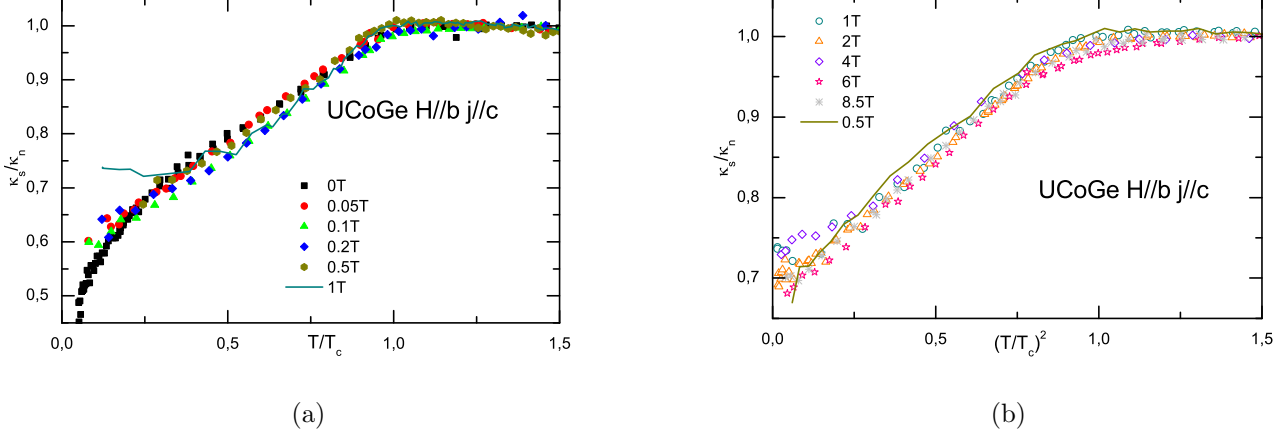 κs/κn
1,0
0,9
0,8
0,7
0,6
0,5
UCoGe H//b j//c
0T
0.05T
0.1T
0.2T
0.5T
1T
0,0
0,5
1,0
1,5
T/Tc
(a)
κs/κn
1,0
0,9
0,8
0,7
1T
2T
4T
6T
8.5T
0.5T
UCoGe H//b j//c
0,0
0,5
1,0
1,5
(T/Tc)²
(b)